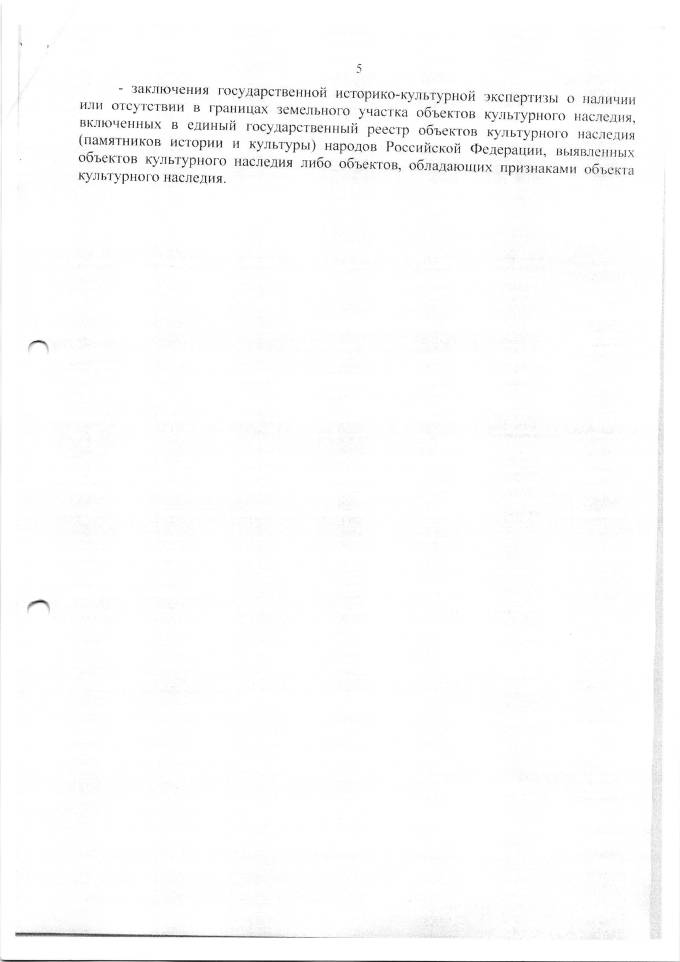 5
- заключения государственной историко-культурной экспертизы о наличии
или отсутствии в границах земельного участка объектов культурного наследия,
включенных в единый государственный реестр объектов культурного наследия
(памятников истории и культуры) народов Российской Федерации, выявленных
объектов культурного наследия либо объектов, обладающих признаками объекта
культурного наследия.